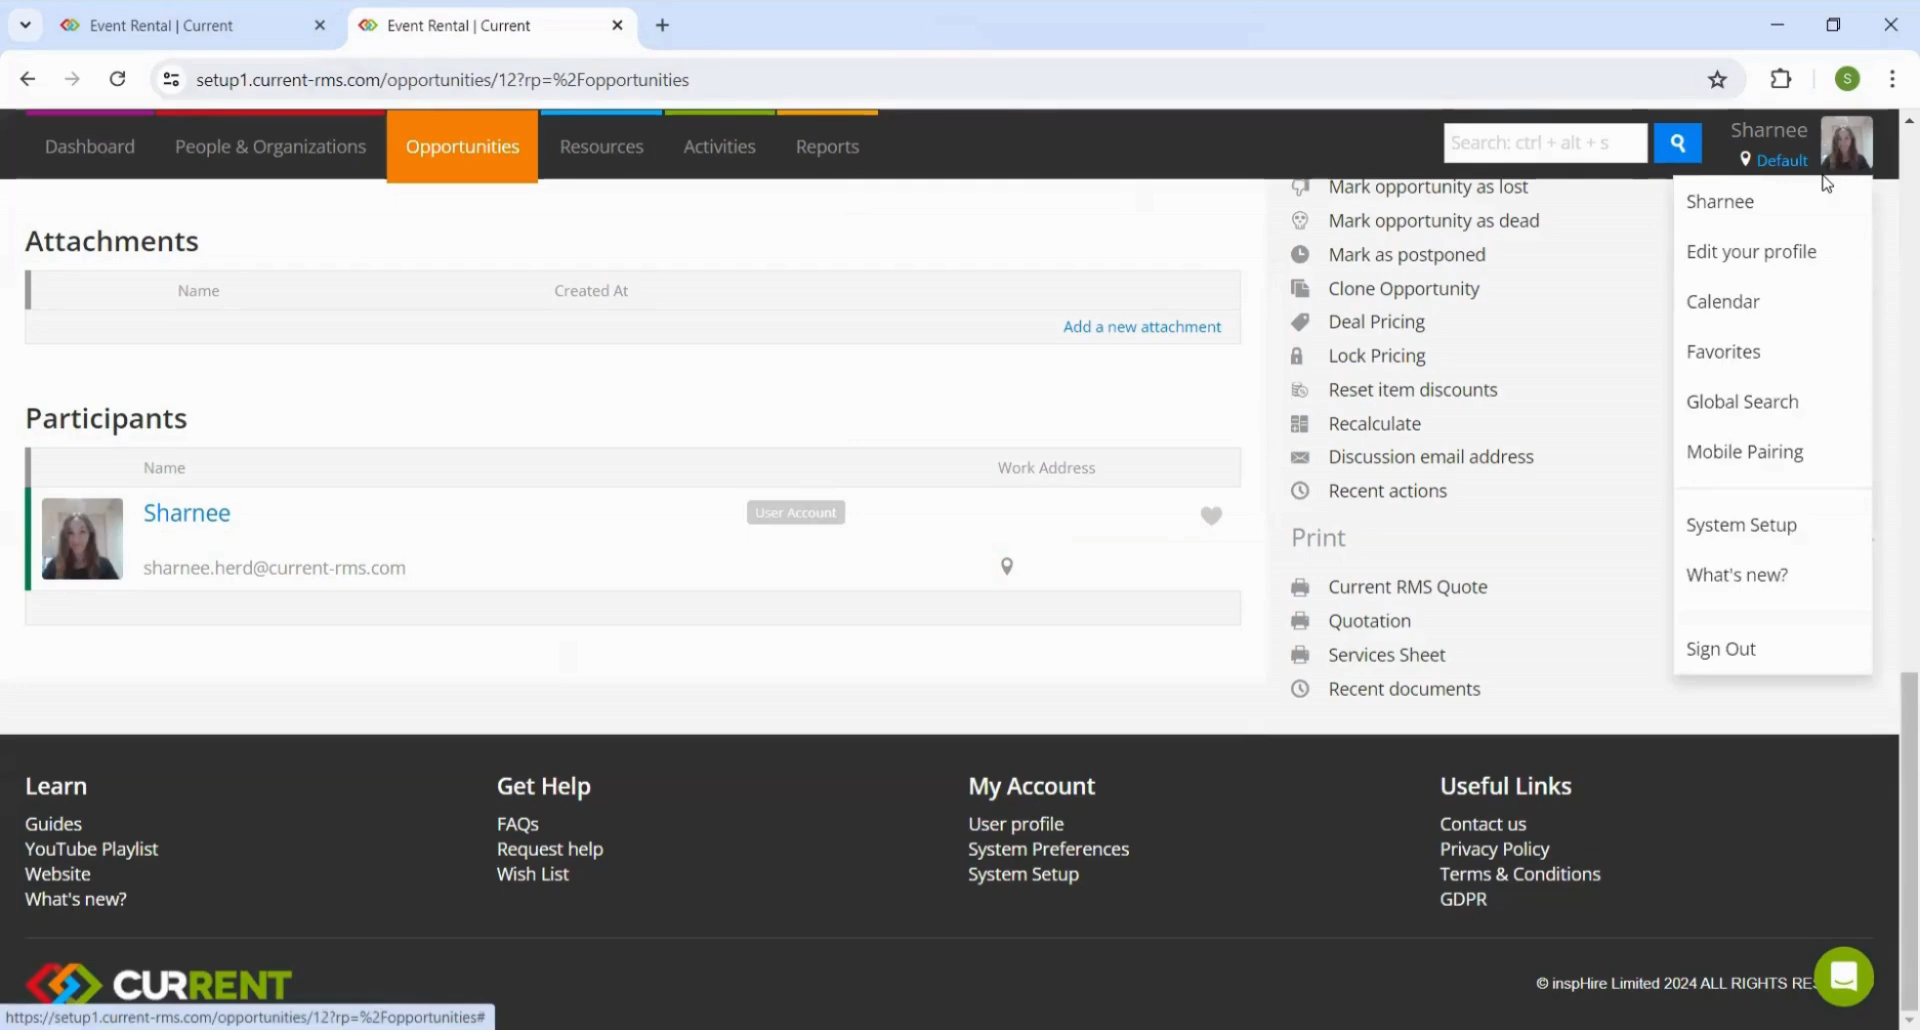 Event Rental | Current
Event Rental | Current
setup1.current-rms.com/opportunities/12?rp=%2Fopportunities
S
Dashboard
People & Organizations
Opportunities
Resources
Activities
Reports
Search: ctrl + alt + s
Sharnee
Default
Attachments
Name
Created At
Add a new attachment
Participants
Name
Work Address
Sharnee
User Account
sharnee.herd@current-rms.com
Mark opportunity as lost
Mark opportunity as dead
Mark as postponed
Clone Opportunity
Deal Pricing
Lock Pricing
Reset item discounts
Recalculate
Discussion email address
Recent actions
Print
Current RMS Quote
Quotation
Services Sheet
Recent documents
Sharnee
Edit your profile
Calendar
Favorites
Global Search
Mobile Pairing
System Setup
What's new?
Sign Out
Learn
Guides
YouTube Playlist
Website
What's new?
Get Help
FAQs
Request help
Wish List
My Account
User profile
System Preferences
System Setup
Useful Links
Contact us
Privacy Policy
Terms & Conditions
GDPR
CURRENT
© inspHire Limited 2024 ALL RIGHTS RE
https://setup1.current-rms.com/opportunities/12?rp=%2Fopportunities#